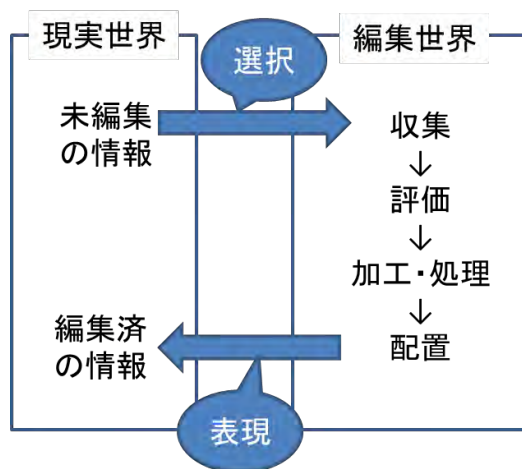 現実世界
選択
編集世界
未編集
の情報
収集
↓
評価
↓
加工・処理
↓
配置
編集済
の情報
表現